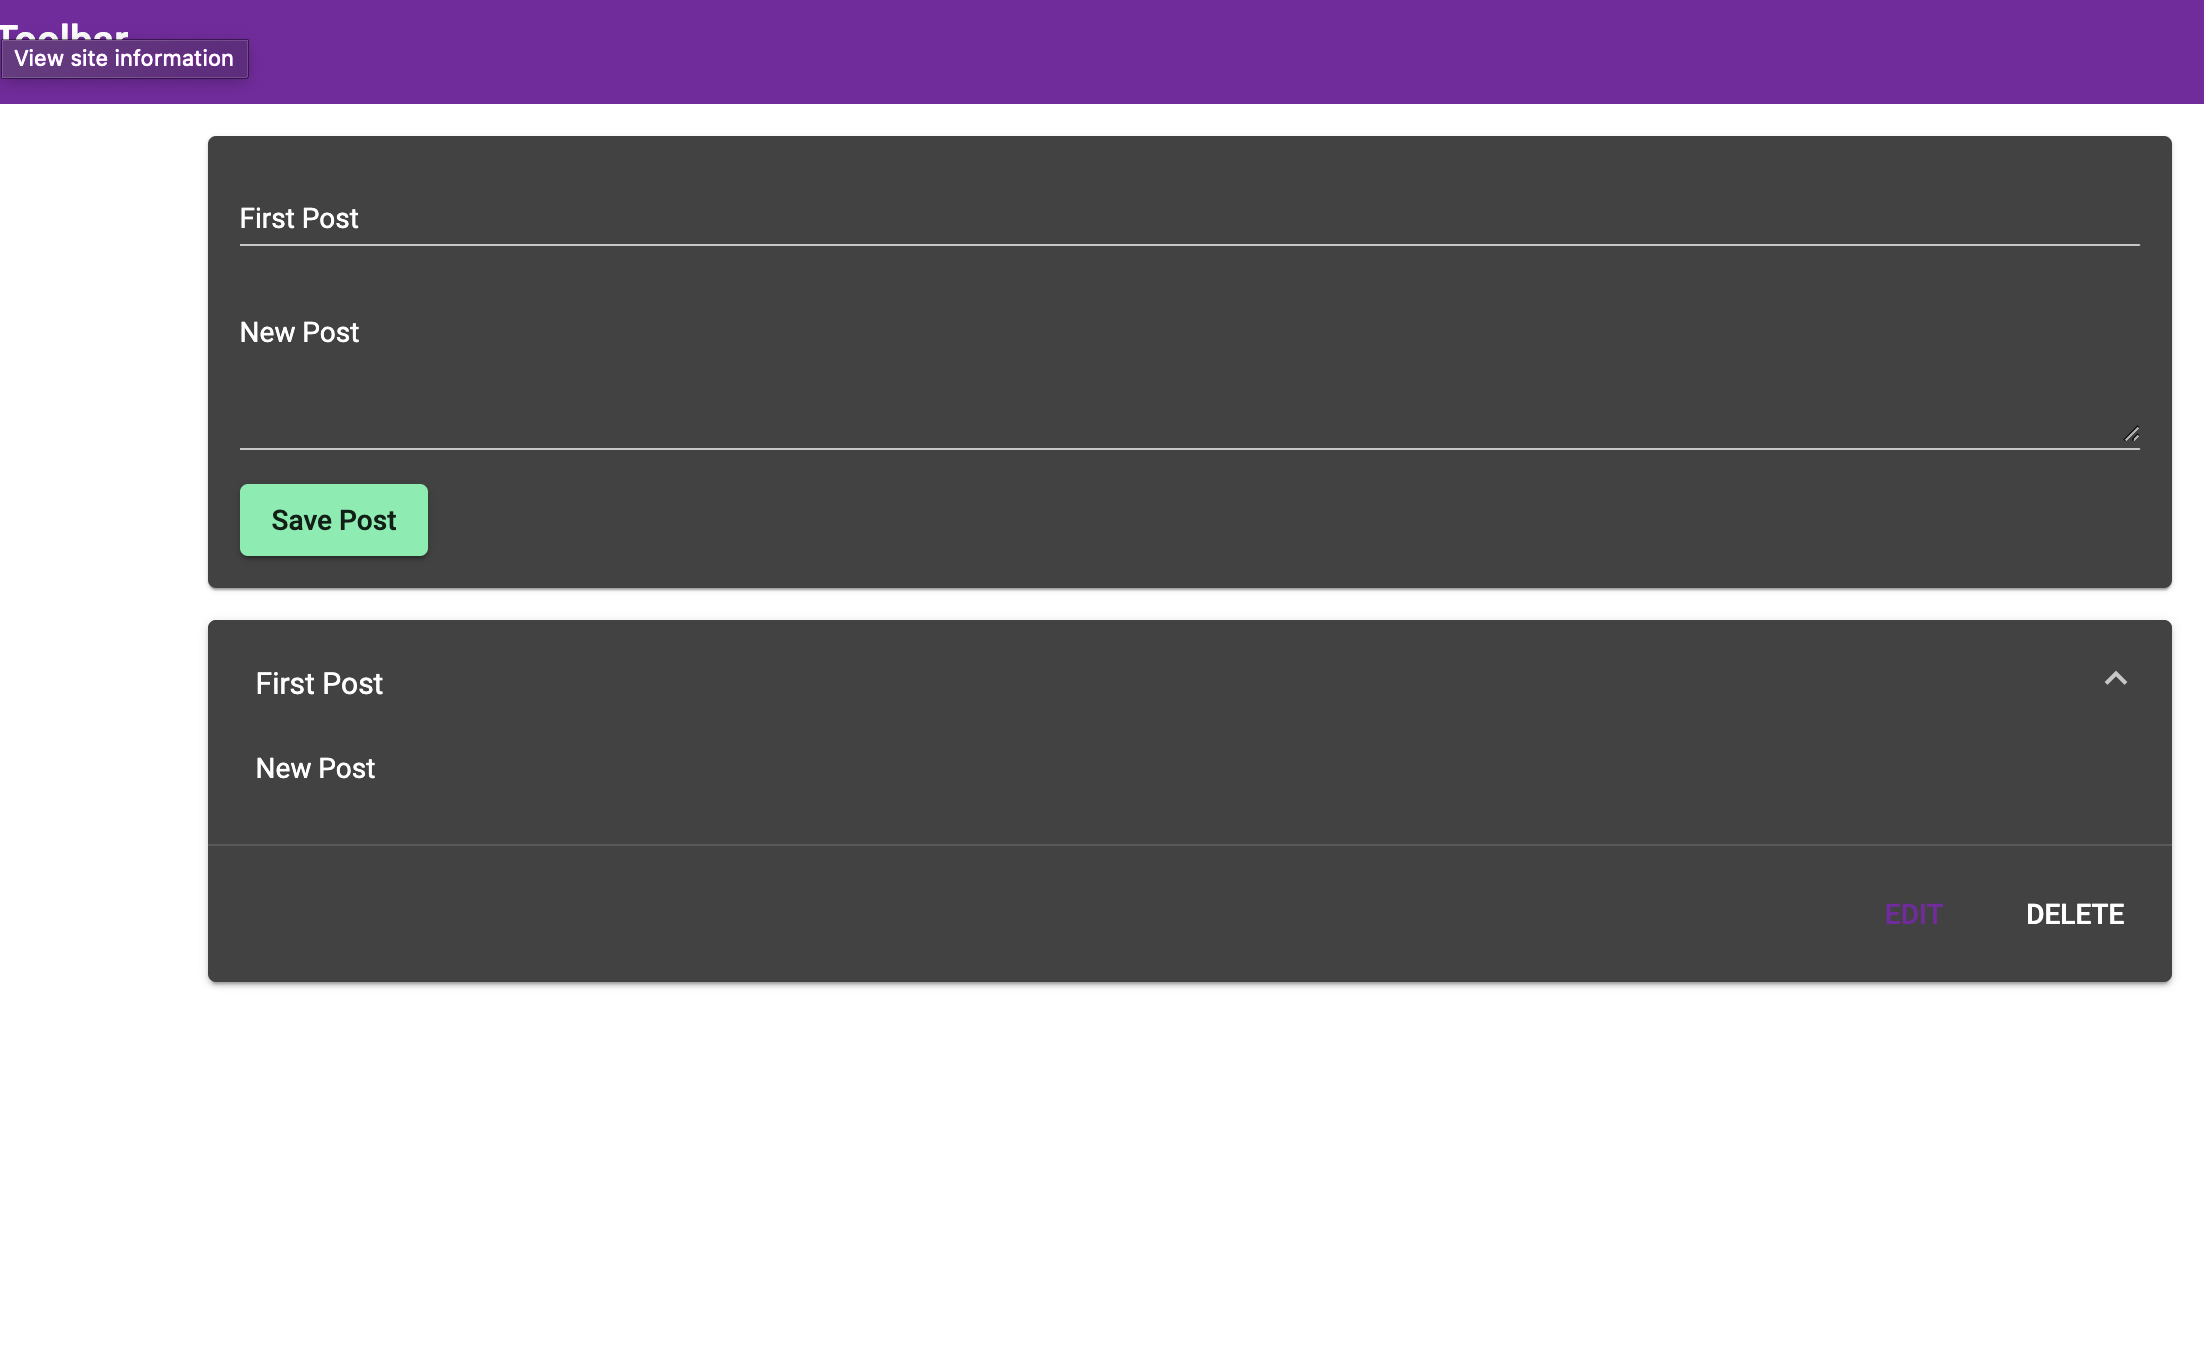 Toolbar
View site information
First Post
New Post
Save Post
First Post
New Post
EDIT DELETE